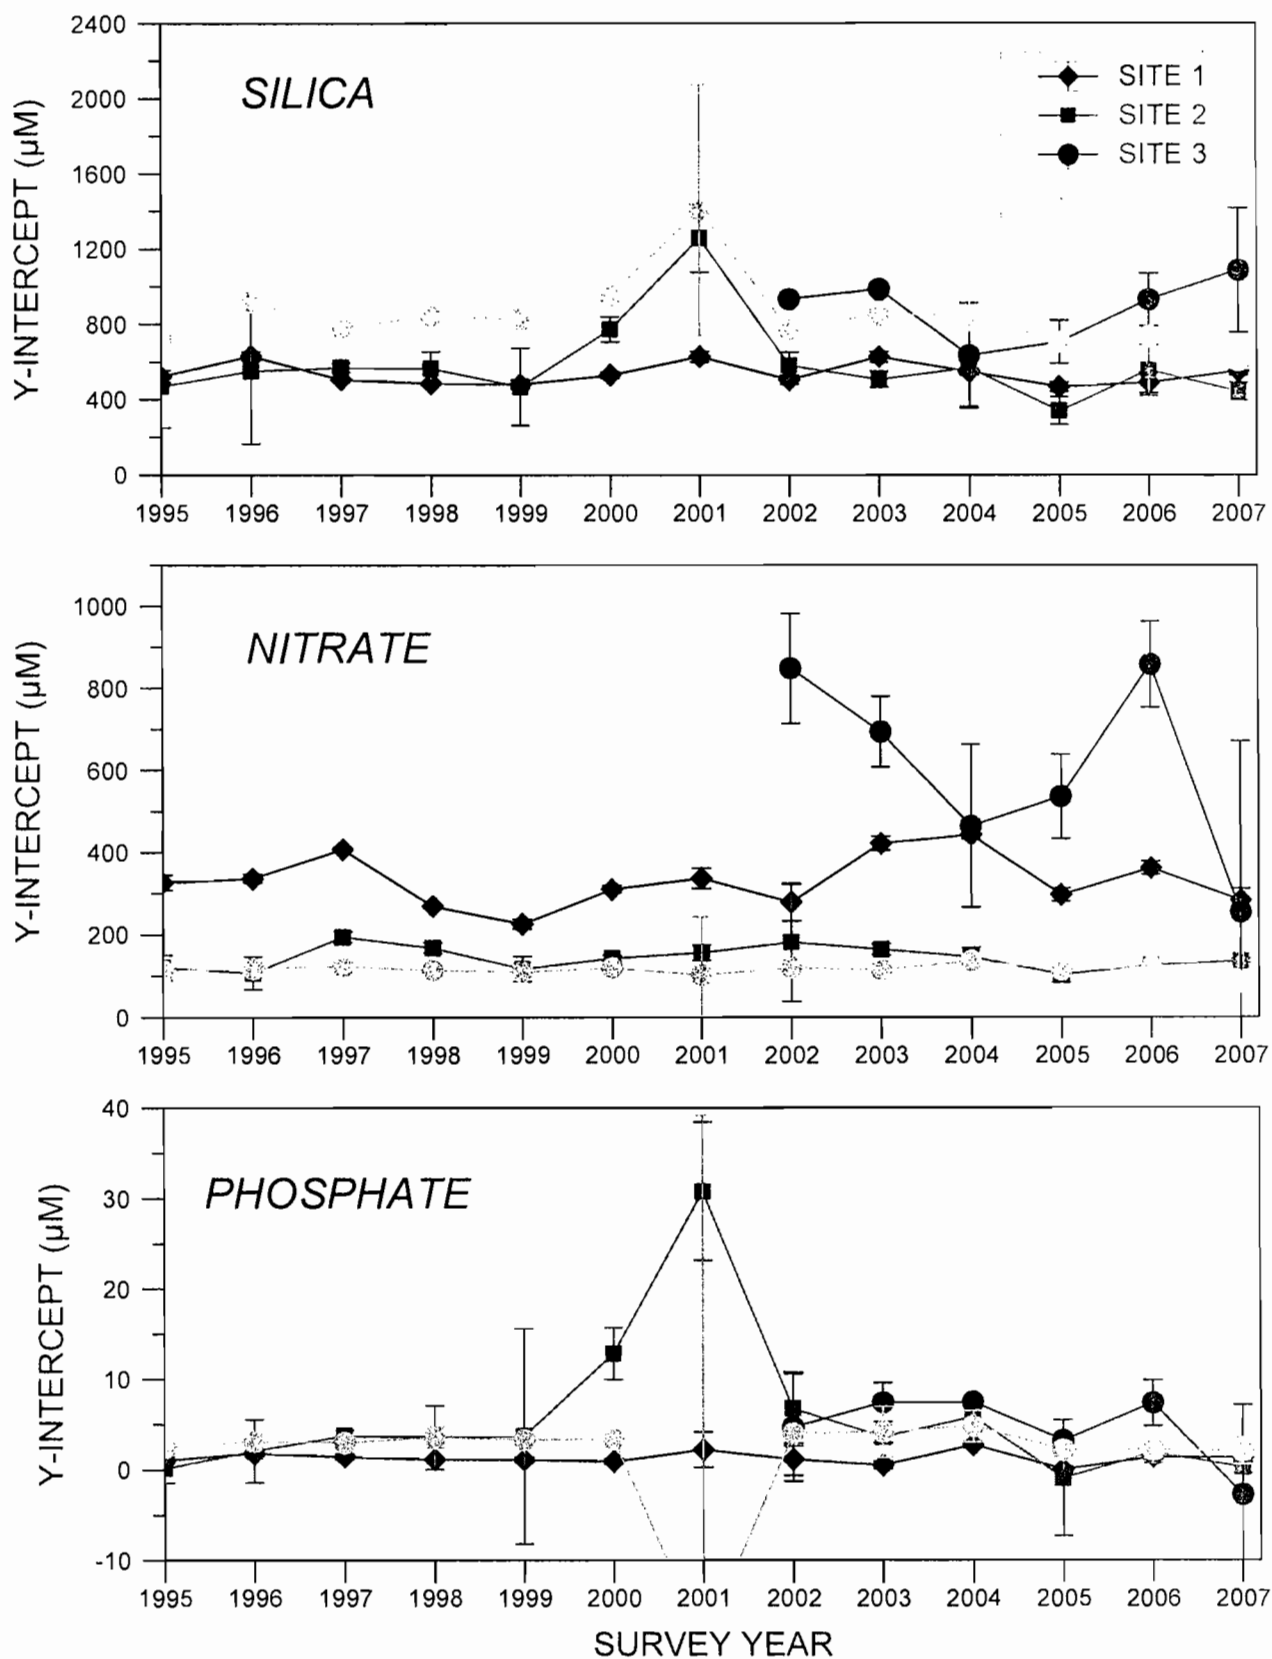 2400
2000
1600
1200
800
400
0
Y-INTERCEPT (µM)
SILICA
SITE 1
SITE 2
SITE 3
1995 1996 1997 1998 1999 2000 2001 2002 2003 2004 2005 2006 2007
1000
800
600
400
200
0
Y-INTERCEPT (µM)
NITRATE
1995 1996 1997 1998 1999 2000 2001 2002 2003 2004 2005 2006 2007
40
30
20
10
0
-10
Y-INTERCEPT (µM)
PHOSPHATE
1995 1996 1997 1998 1999 2000 2001 2002 2003 2004 2005 2006 2007
SURVEY YEAR